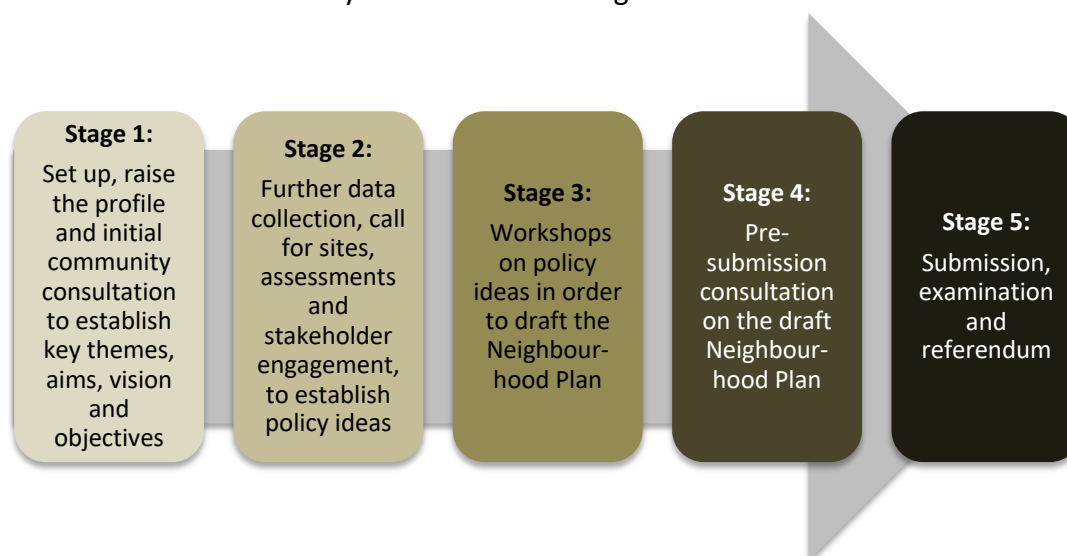 Stage 1:
Set up, raise
the profile
and initial
community
consultation
to establish
key themes,
aims, vision
and
objectives
Stage 2:
Further data
collection, call
for sites,
assessments
and
stakeholder
engagement,
to establish
policy ideas
Stage 3:
Workshops
on policy
ideas in order
to draft the
Neighbour-
hood Plan
Stage 4:
Pre-
submission
consultation
on the draft
Neighbour-
hood Plan
Stage 5:
Submission,
examination
and
referendum